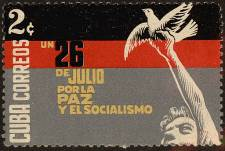 2¢
CUBA CORREOS
UN
26
DE
JULIO
POR LA
PAZ
Y EL SOCIALISMO